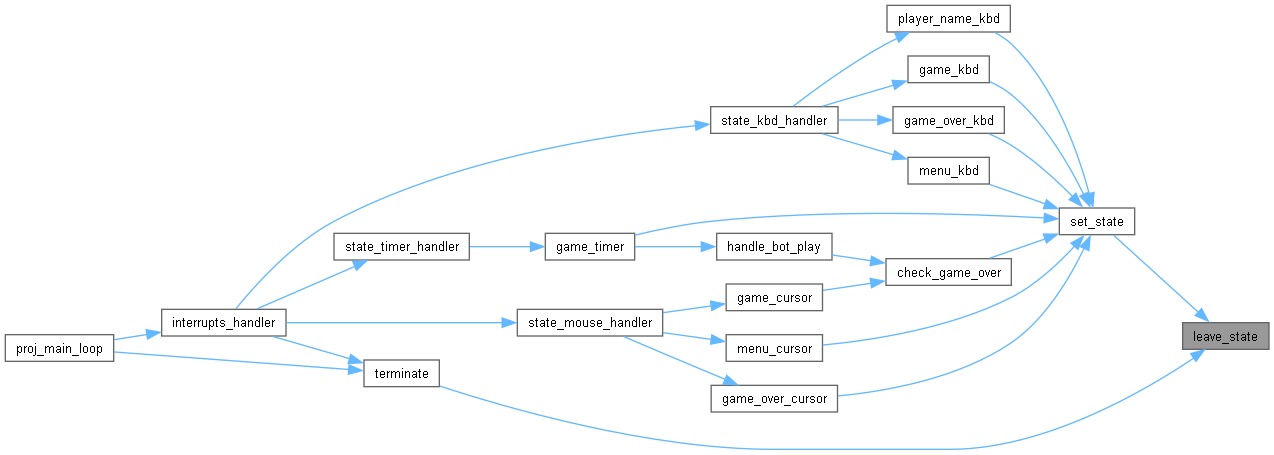 player_name_kbd
game_kbd
state_kbd_handler
game_over_kbd
menu_kbd
set_state
state_timer_handler
game_timer
handle_bot_play
check_game_over
game_cursor
interrupts_handler
state_mouse_handler
leave_state
proj_main_loop
menu_cursor
terminate
game_over_cursor